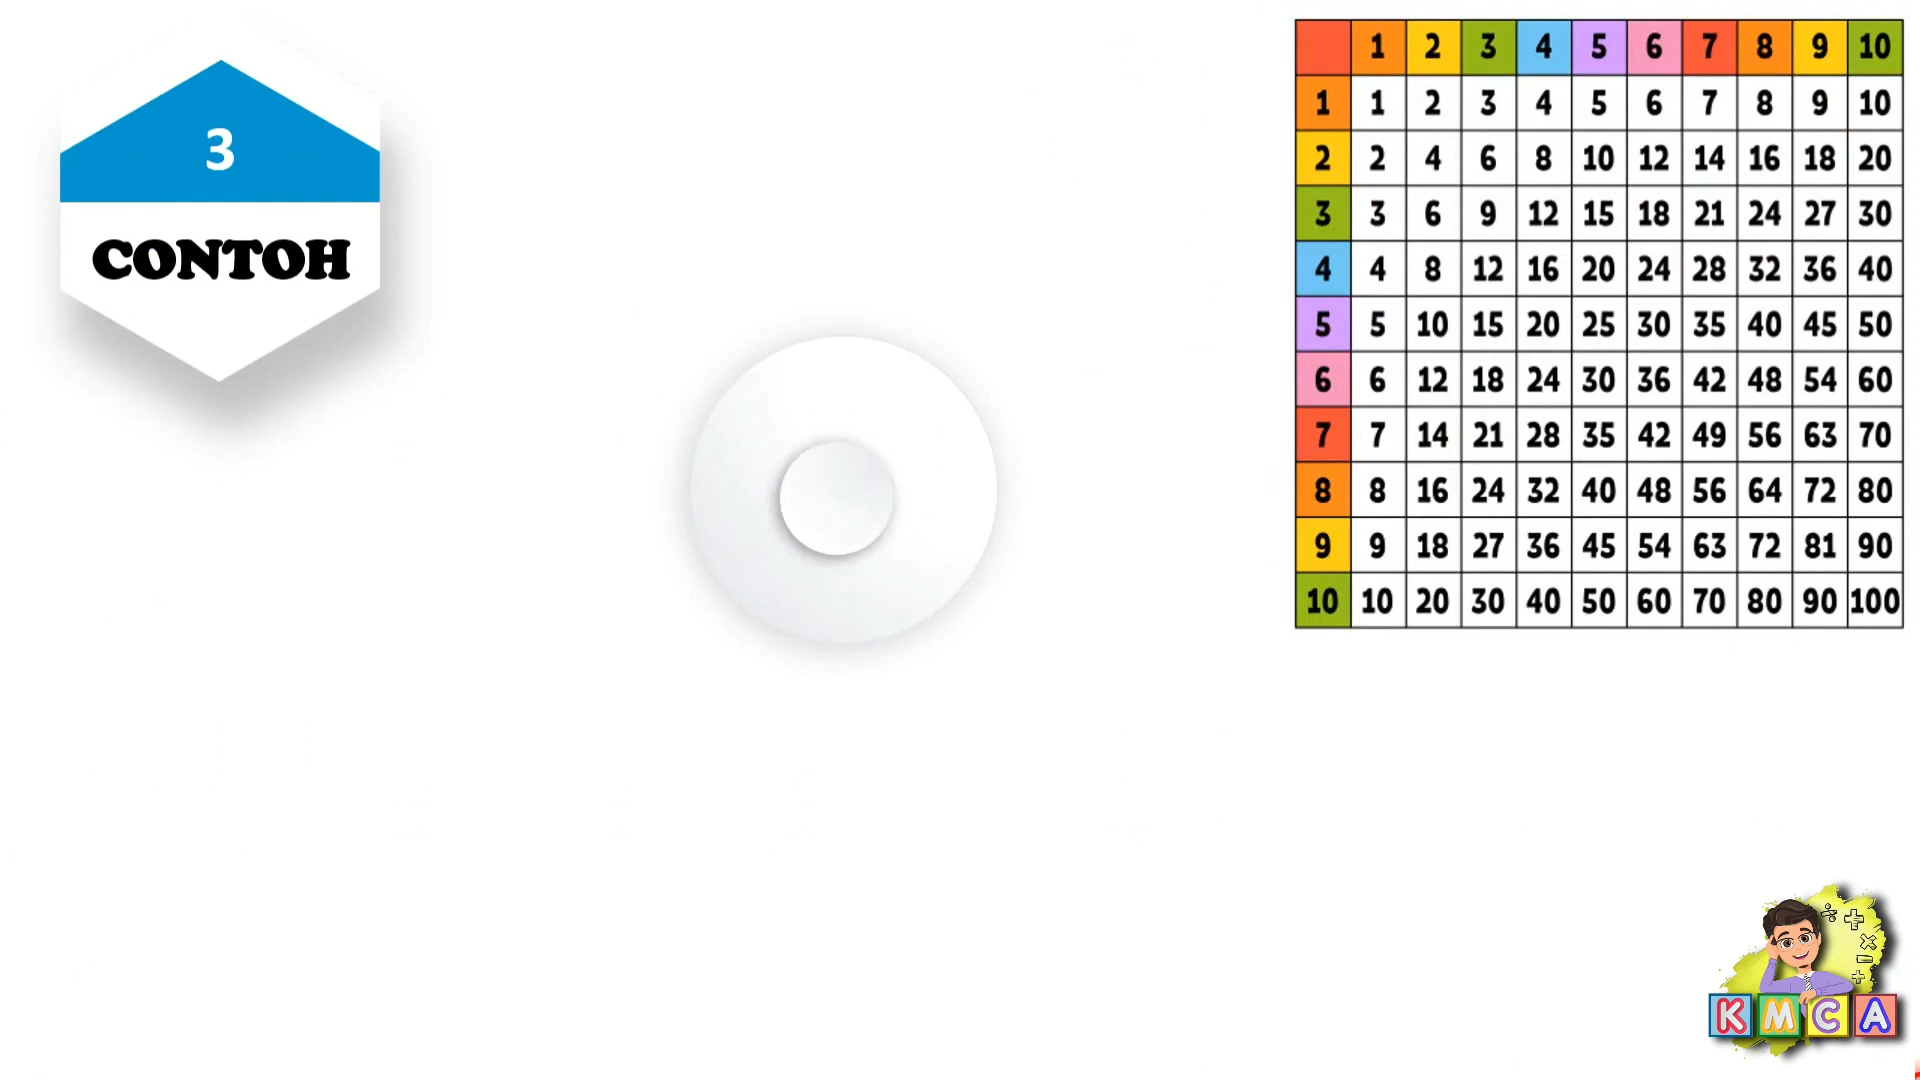 3
CONTOH
1 2 3 4 5 6 7 8 9 10
1 1 2 3 4 5 6 7 8 9 10
2 2 4 6 8 10 12 14 16 18 20
3 3 6 9 12 15 18 21 24 27 30
4 4 8 12 16 20 24 28 32 36 40
5 5 10 15 20 25 30 35 40 45 50
6 6 12 18 24 30 36 42 48 54 60
7 7 14 21 28 35 42 49 56 63 70
8 8 16 24 32 40 48 56 64 72 80
9 9 18 27 36 45 54 63 72 81 90
10 10 20 30 40 50 60 70 80 90 100
KMCA